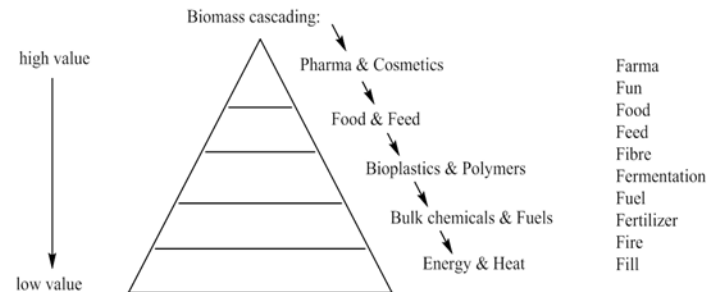 Biomass cascading:
high value
Pharma & Cosmetics
Food & Feed
Bioplastics & Polymers
Bulk chemicals & Fuels
Energy & Heat
low value
Farma
Fun
Food
Feed
Fibre
Fermentation
Fuel
Fertilizer
Fire
Fill